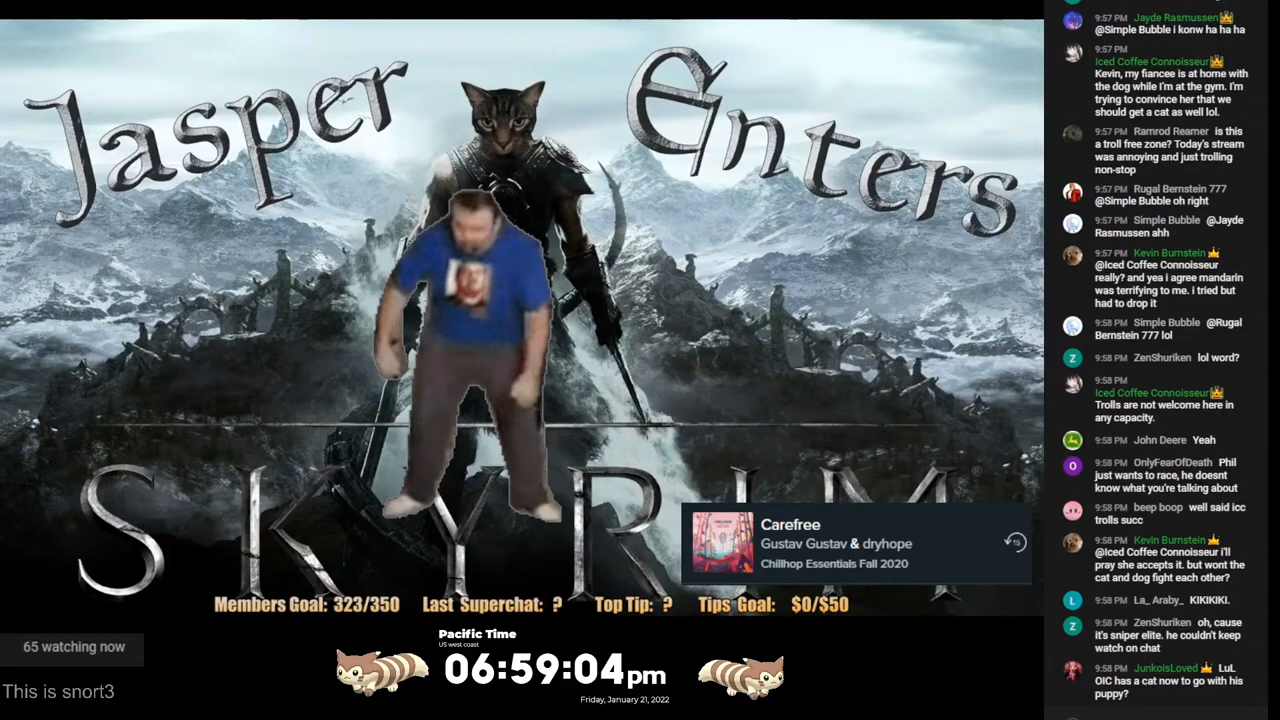 Jasper Enters
SKYRIM
Carefree
Gustav Gustav & dryhope
Chillhop Essentials Fall 2020
15
Members Goal: 323/350 Last Superchat: ? Top Tip: ? Tips Goal: $0/$50
65 watching now
This is snort3
Pacific Time
US west coast
06:59:04pm
Friday, January 21, 2022
9:57 PM Jayde Rasmussen
@Simple Bubble i konw ha ha ha
9:57 PM
Iced Coffee Connoisseur
Kevin, my fiancee is at home with
the dog while I'm at the gym. I'm
trying to convince her that we
should get a cat as well lol.
9:57 PM Ramrod Reamer is this
a troll free zone? Today's stream
was annoying and just trolling
non-stop
9:57 PM Rugal Bernstein 777
@Simple Bubble oh right
9:57 PM Simple Bubble @Jayde
Rasmussen ahh
9:57 PM Kevin Burnstein
@Iced Coffee Connoisseur
really? and yea i agree mandarin
was terrifying to me. i tried but
had to drop it
9:58 PM Simple Bubble @Rugal
Bernstein 777 lol
9:58 PM ZenShuriken lol word?
9:58 PM
Iced Coffee Connoisseur
Trolls are not welcome here in
any capacity.
9:58 PM John Deere Yeah
9:58 PM OnlyFearOfDeath Phil
just wants to race, he doesnt
know what you're talking about
9:58 PM beep boop well said icc
trolls succ
9:58 PM Kevin Burnstein
@Iced Coffee Connoisseur i'll
pray she accepts it. but wont the
cat and dog fight each other?
9:58 PM La_ Araby_ KIKIKIKI.
9:58 PM ZenShuriken oh, cause
it's sniper elite. he couldn't keep
watch on chat
9:58 PM JunkoisLoved LuL
OIC has a cat now to go with his
puppy?